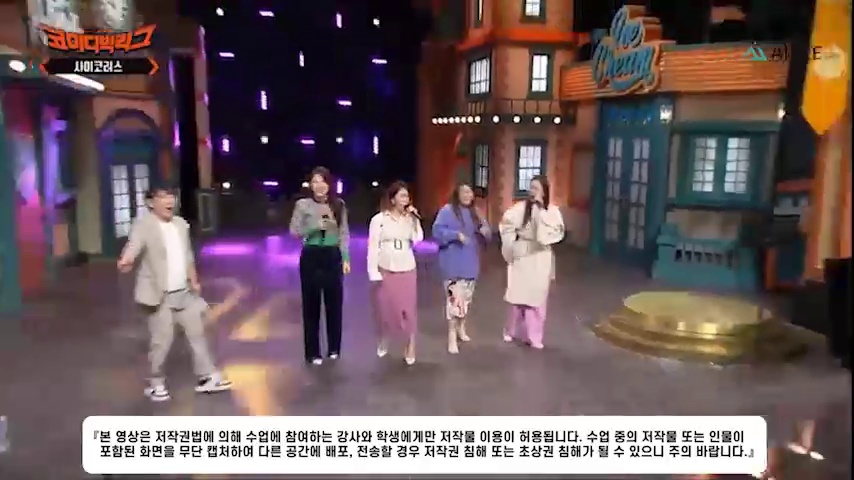 코미디빅리그
사이코러스
Ice
Cream
『본 영상은 저작권법에 의해 수업에 참여하는 강사와 학생에게만 저작물 이용이 허용됩니다. 수업 중의 저작물 또는 인물이
포함된 화면을 무단 캡처하여 다른 공간에 배포, 전송할 경우 저작권 침해 또는 초상권 침해가 될 수 있으니 주의 바랍니다.』